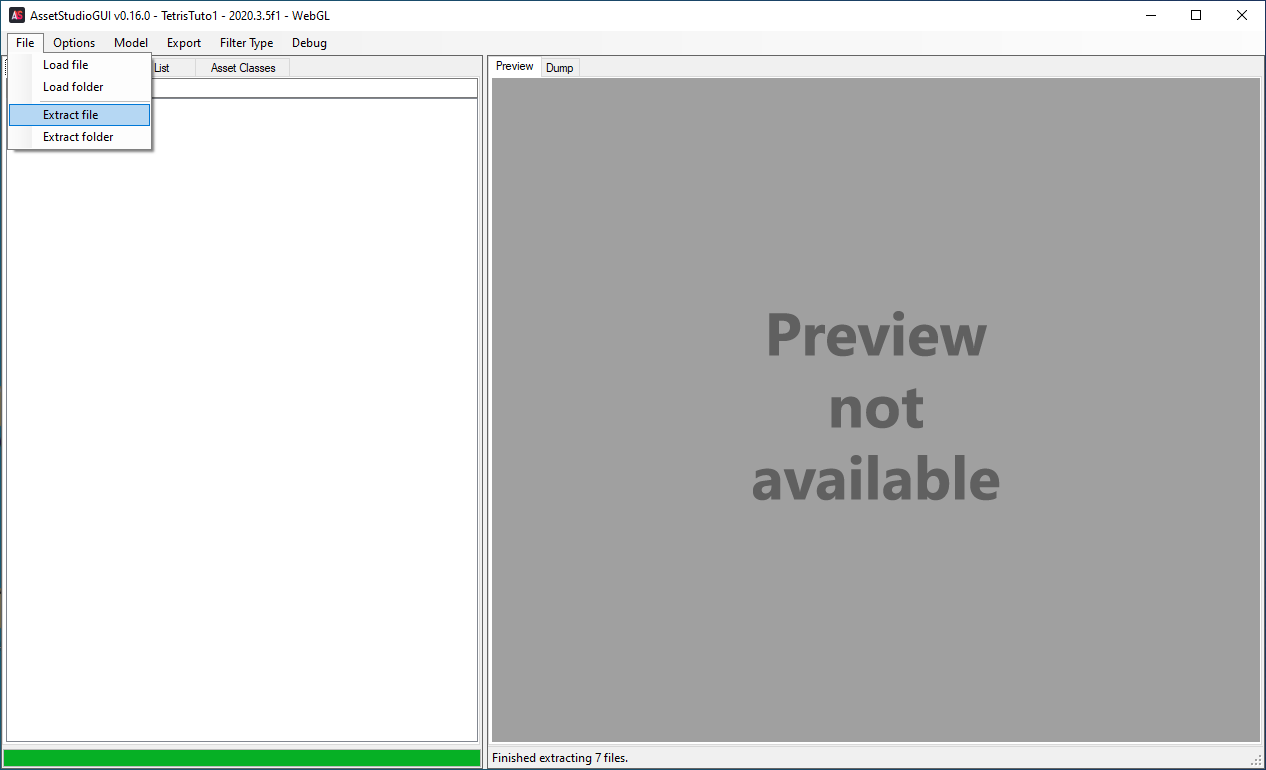 AssetStudioGUI v0.16.0 - TetrisTuto1 - 2020.3.5f1 - WebGL
File Options Model Export Filter Type Debug
Load file
Load folder
Extract file
Extract folder
List Asset Classes
Preview Dump
Preview
not
available
Finished extracting 7 files.